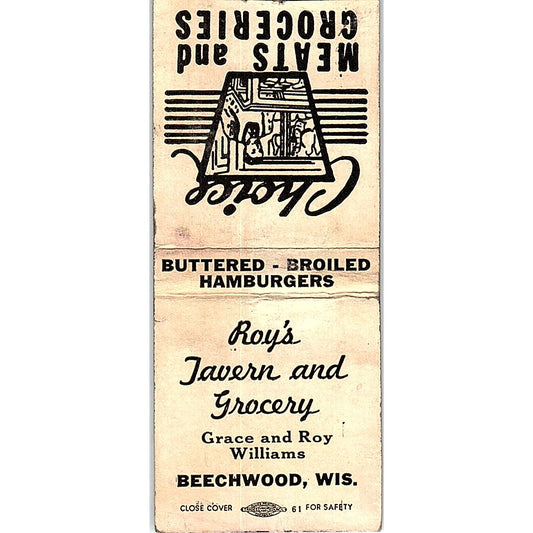 Choice
MEATS and
GROCERIES
BUTTERED - BROILED
HAMBURGERS
Roy's
Tavern and
Grocery
Grace and Roy
Williams
BEECHWOOD, WIS.
CLOSE COVER 61 FOR SAFETY